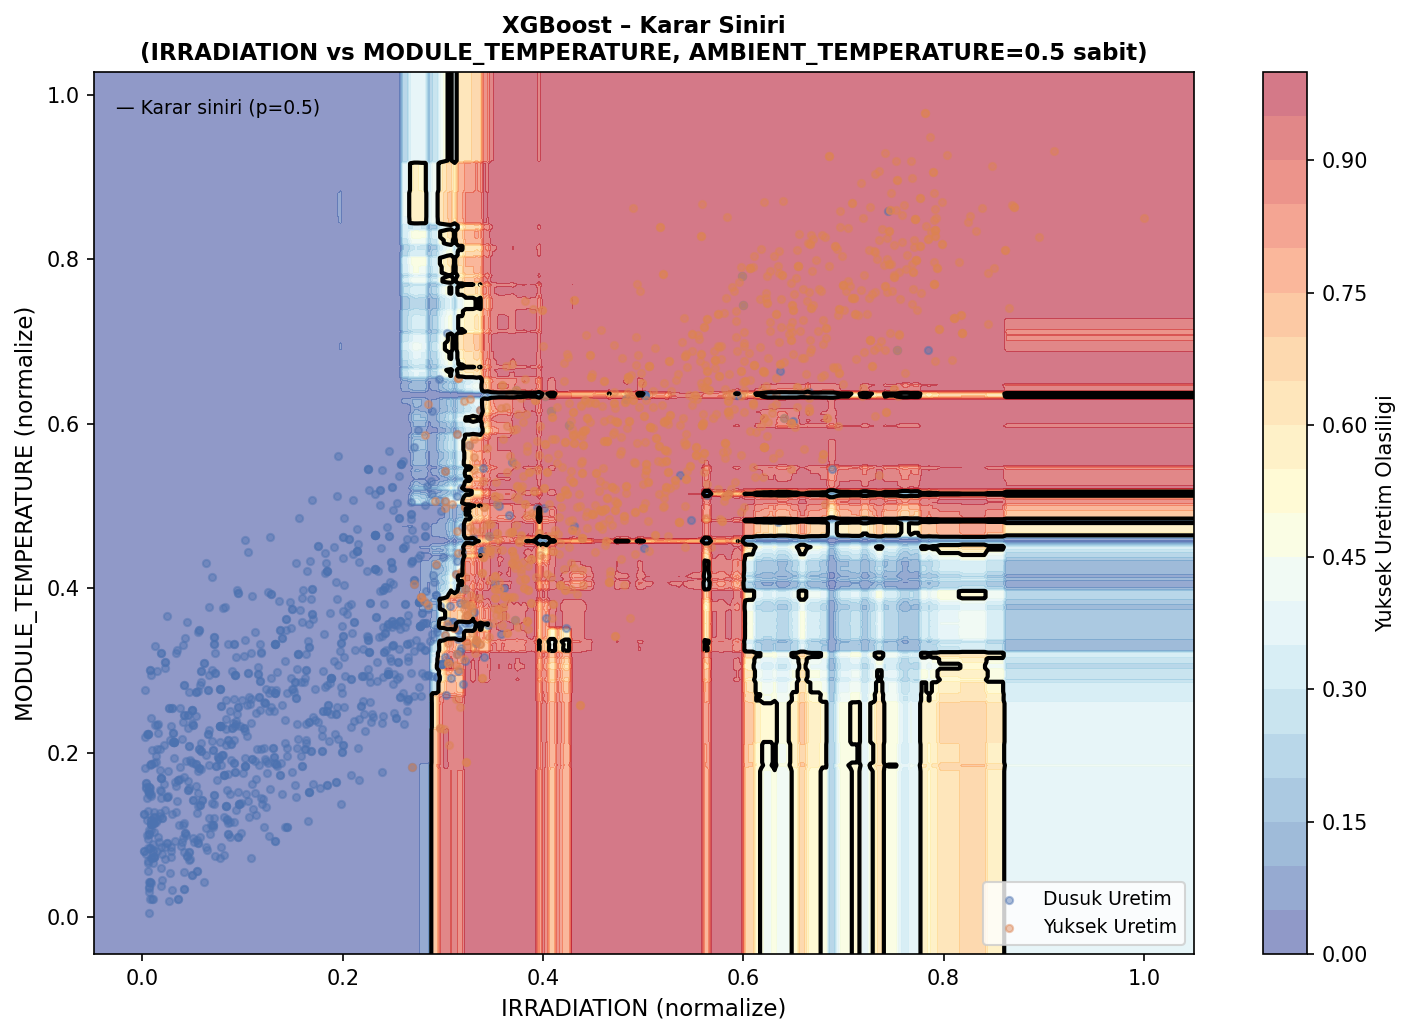 XGBoost – Karar Siniri
(IRRADIATION vs MODULE_TEMPERATURE, AMBIENT_TEMPERATURE=0.5 sabit)
— Karar siniri (p=0.5)
1.0
0.8
0.6
0.4
0.2
0.0
MODULE_TEMPERATURE (normalize)
0.0
0.2
0.4
0.6
0.8
1.0
IRRADIATION (normalize)
Dusuk Uretim
Yuksek Uretim
0.90
0.75
0.60
0.45
0.30
0.15
0.00
Yuksek Uretim Olasiligi